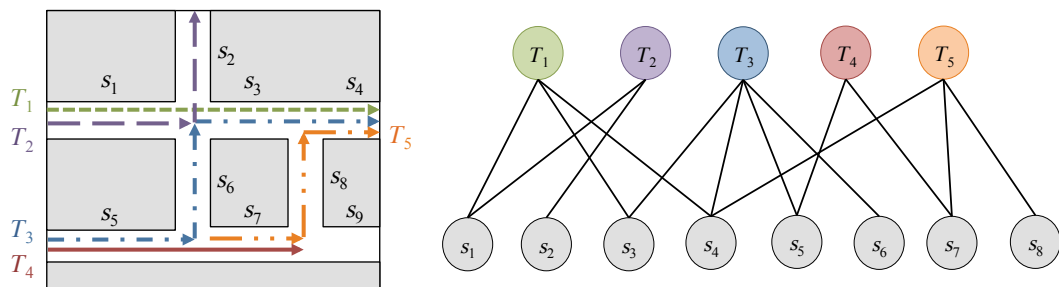 s₂
s₁ s₃ s₄
T₁
T₂ T₅
s₆ s₈
s₅ s₇ s₉
T₃
T₄
T₁ T₂ T₃ T₄ T₅
s₁ s₂ s₃ s₄ s₅ s₆ s₇ s₈